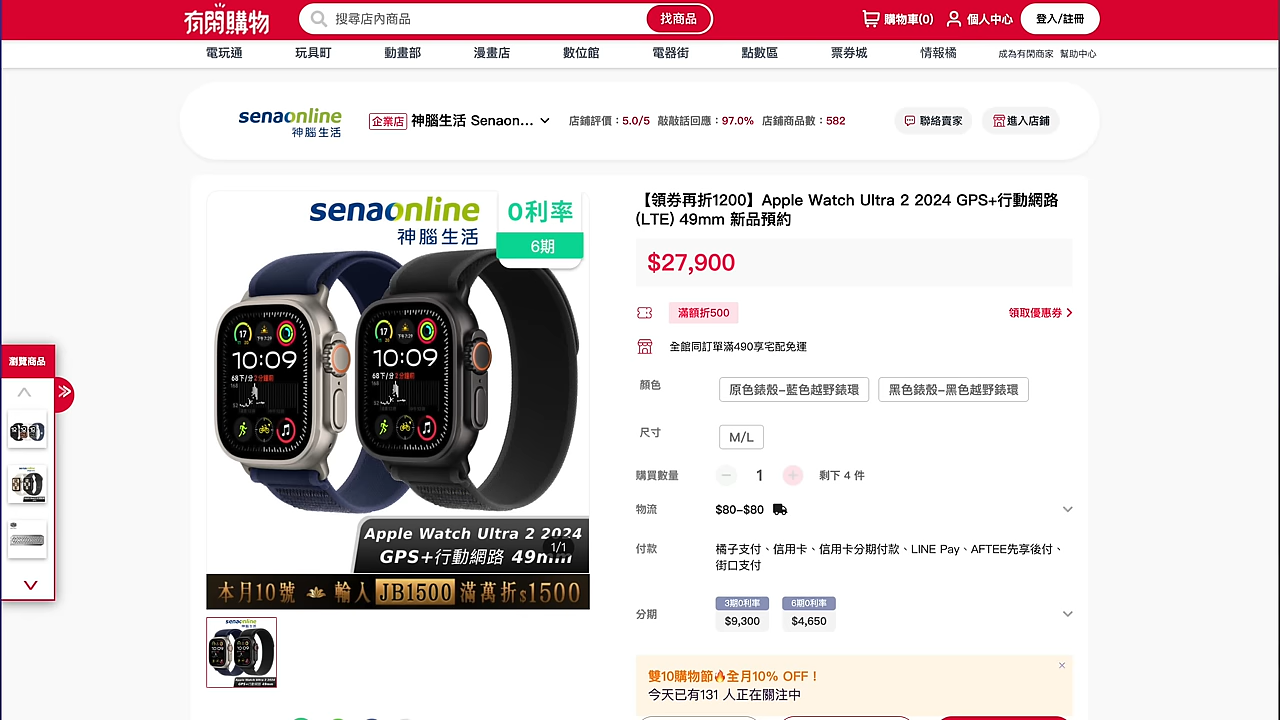 有閑購物
搜尋店內商品
找商品
購物車(0)
個人中心
登入/註冊
電玩通
玩具町
動畫部
漫畫店
數位館
電器街
點數區
票券城
情報橘
成為有閑商家
幫助中心
senaonline
神腦生活
企業店
神腦生活 Senaon...
店鋪評價：5.0/5
敲敲話回應：97.0%
店鋪商品數：582
聯絡賣家
進入店鋪
senaonline
神腦生活
0利率
6期
Apple Watch Ultra 2 2024
GPS+行動網路 49mm
1/1
本月10號 輸入 JB1500 滿萬折$1500
【領券再折1200】Apple Watch Ultra 2 2024 GPS+行動網路
(LTE) 49mm 新品預約
$27,900
滿額折500
領取優惠券
全館同訂單滿490享宅配免運
顏色
原色錶殼-藍色越野錶環
黑色錶殼-黑色越野錶環
尺寸
M/L
購買數量
1
剩下 4 件
物流
$80-$80
付款
橘子支付、信用卡、信用卡分期付款、LINE Pay、AFTEE先享後付、
街口支付
分期
3期0利率
$9,300
6期0利率
$4,650
雙10購物節🔥全月10% OFF！
今天已有131 人正在關注中
瀏覽商品
10:09
10:09